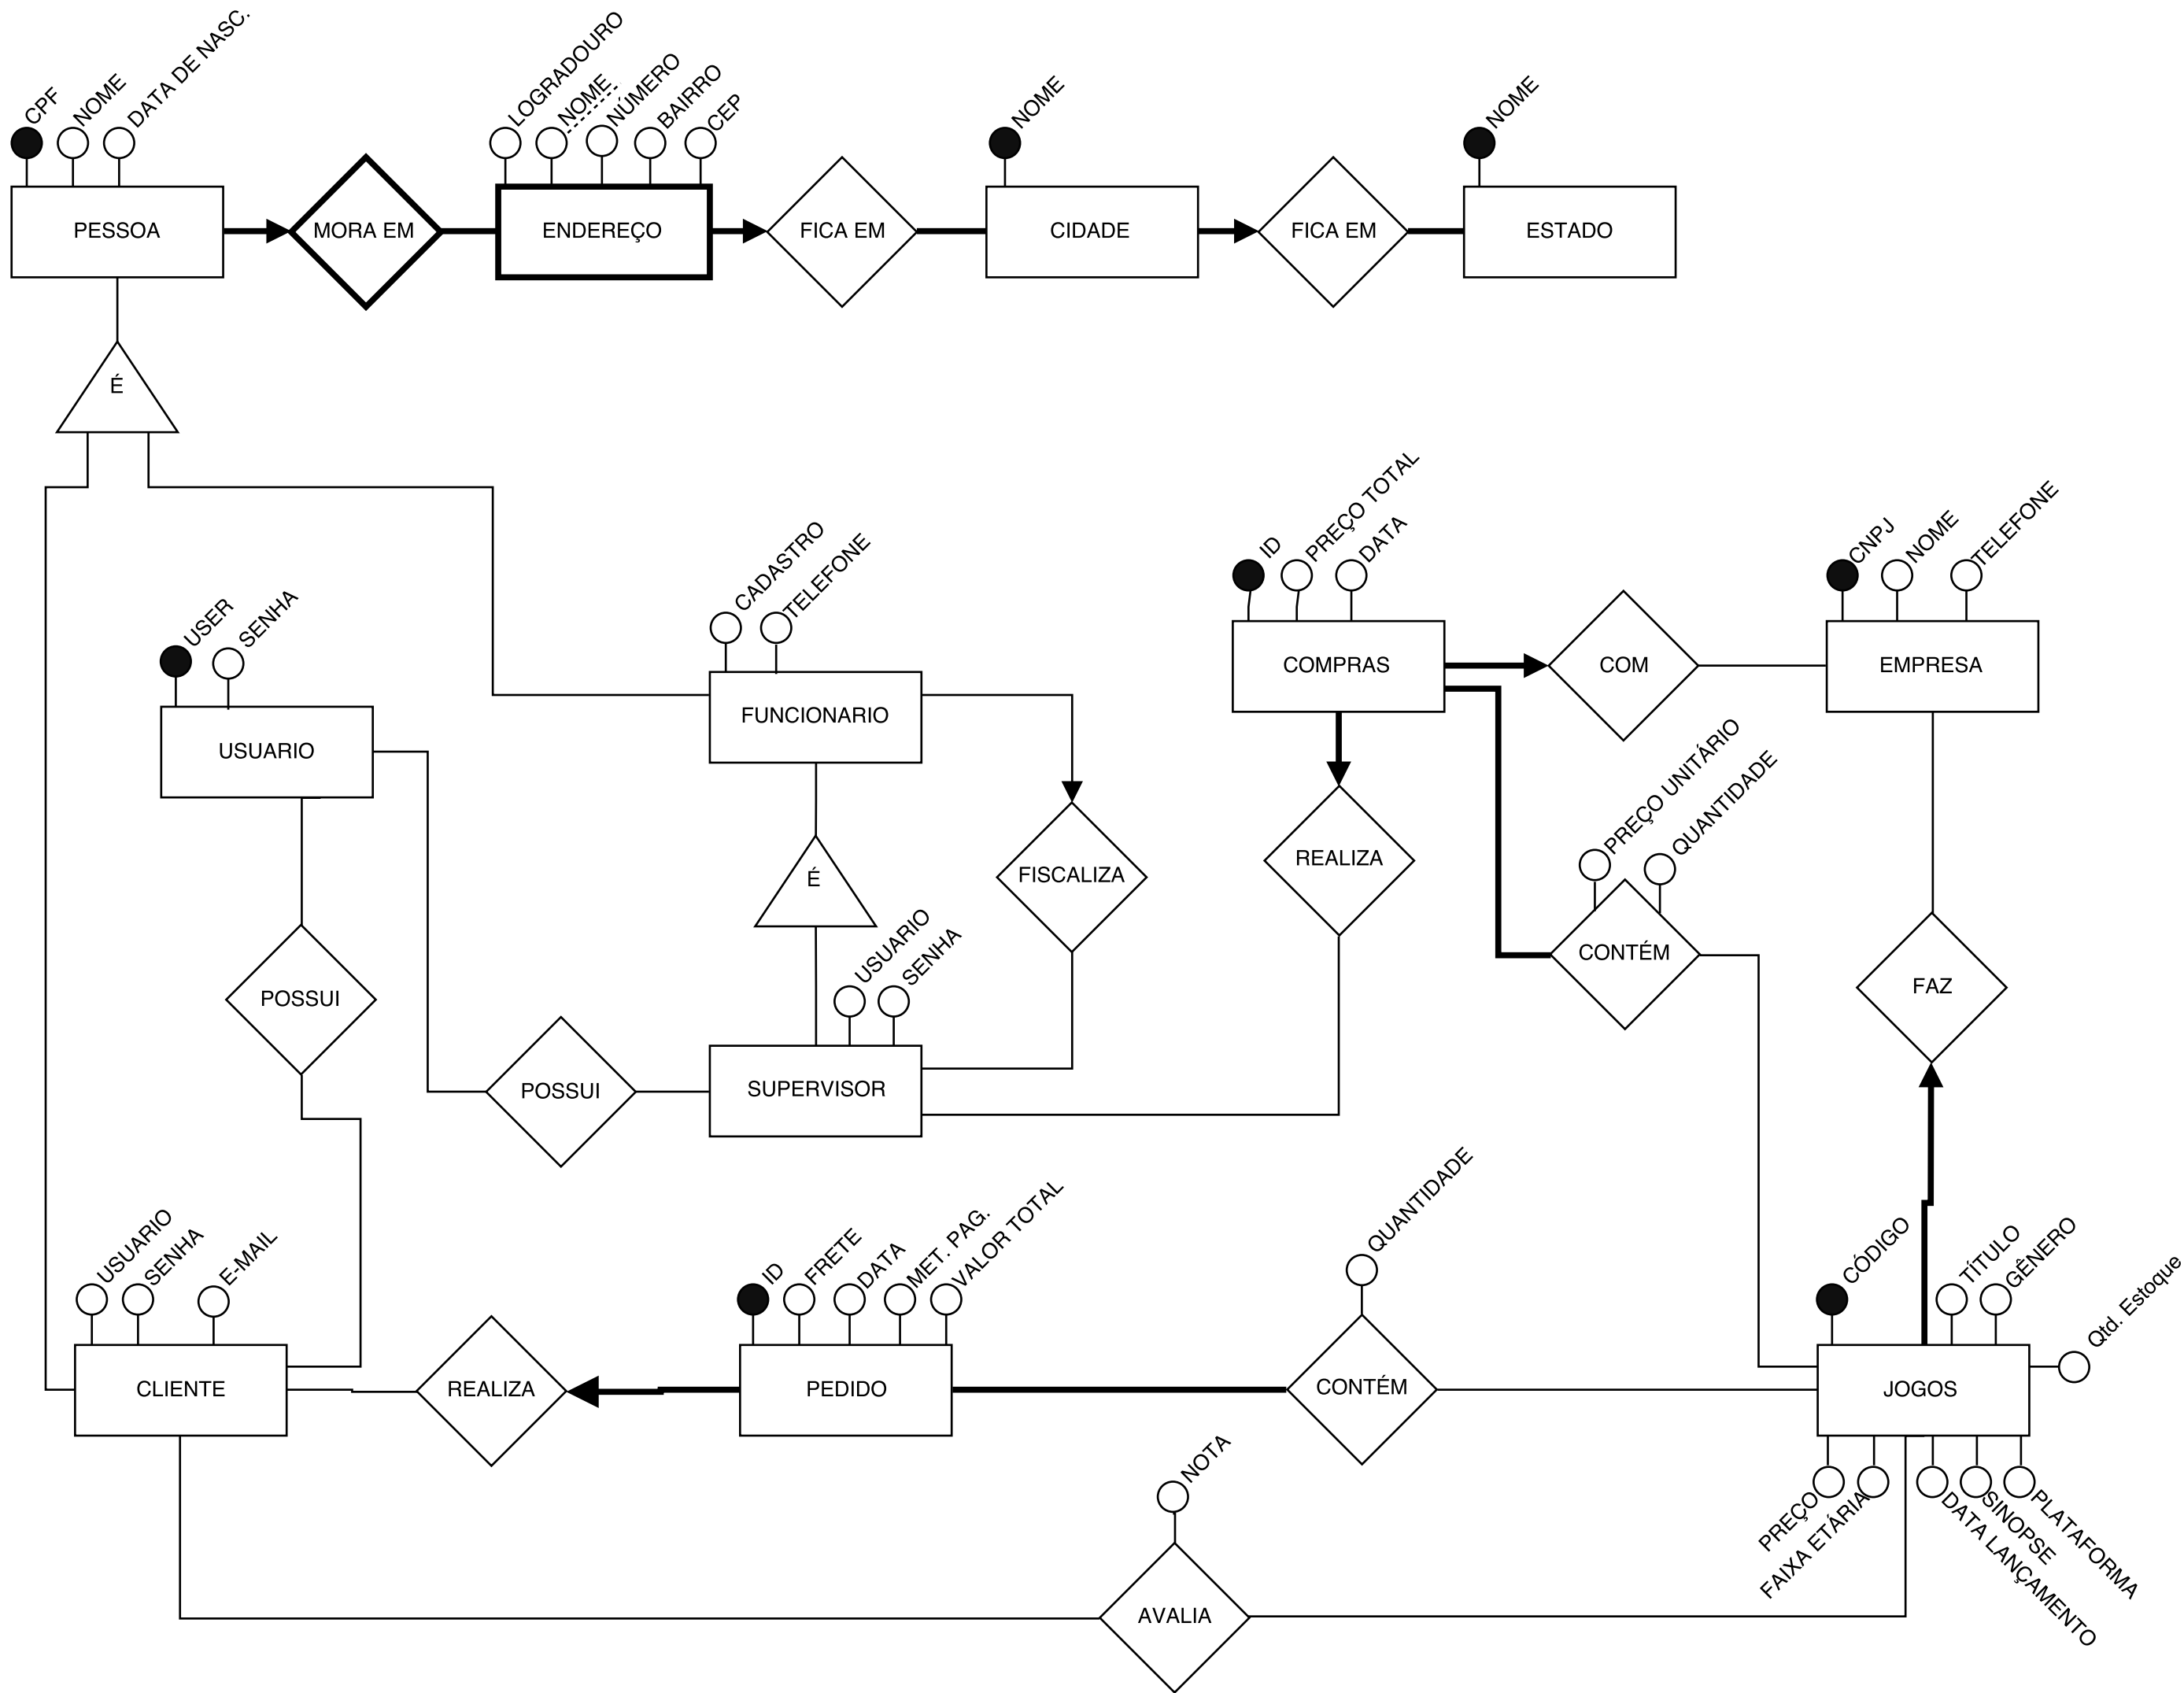 CPF
NOME
DATA DE NASC.
LOGRADOURO
NOME
NÚMERO
BAIRRO
CEP
NOME
NOME
PESSOA
MORA EM
ENDEREÇO
FICA EM
CIDADE
FICA EM
ESTADO
É
ID
PREÇO TOTAL
DATA
CNPJ
NOME
TELEFONE
CADASTRO
TELEFONE
USER
SENHA
COMPRAS
COM
EMPRESA
FUNCIONARIO
USUARIO
PREÇO UNITÁRIO
QUANTIDADE
REALIZA
É
FISCALIZA
CONTÉM
FAZ
USUARIO
SENHA
POSSUI
POSSUI
SUPERVISOR
USUARIO
SENHA
E-MAIL
ID
FRETE
DATA
MET. PAG.
VALOR TOTAL
QUANTIDADE
CÓDIGO
TÍTULO
GÊNERO
Qtd. Estoque
CLIENTE
REALIZA
PEDIDO
CONTÉM
JOGOS
NOTA
PREÇO
FAIXA ETÁRIA
DATA LANÇAMENTO
SINOPSE
PLATAFORMA
AVALIA